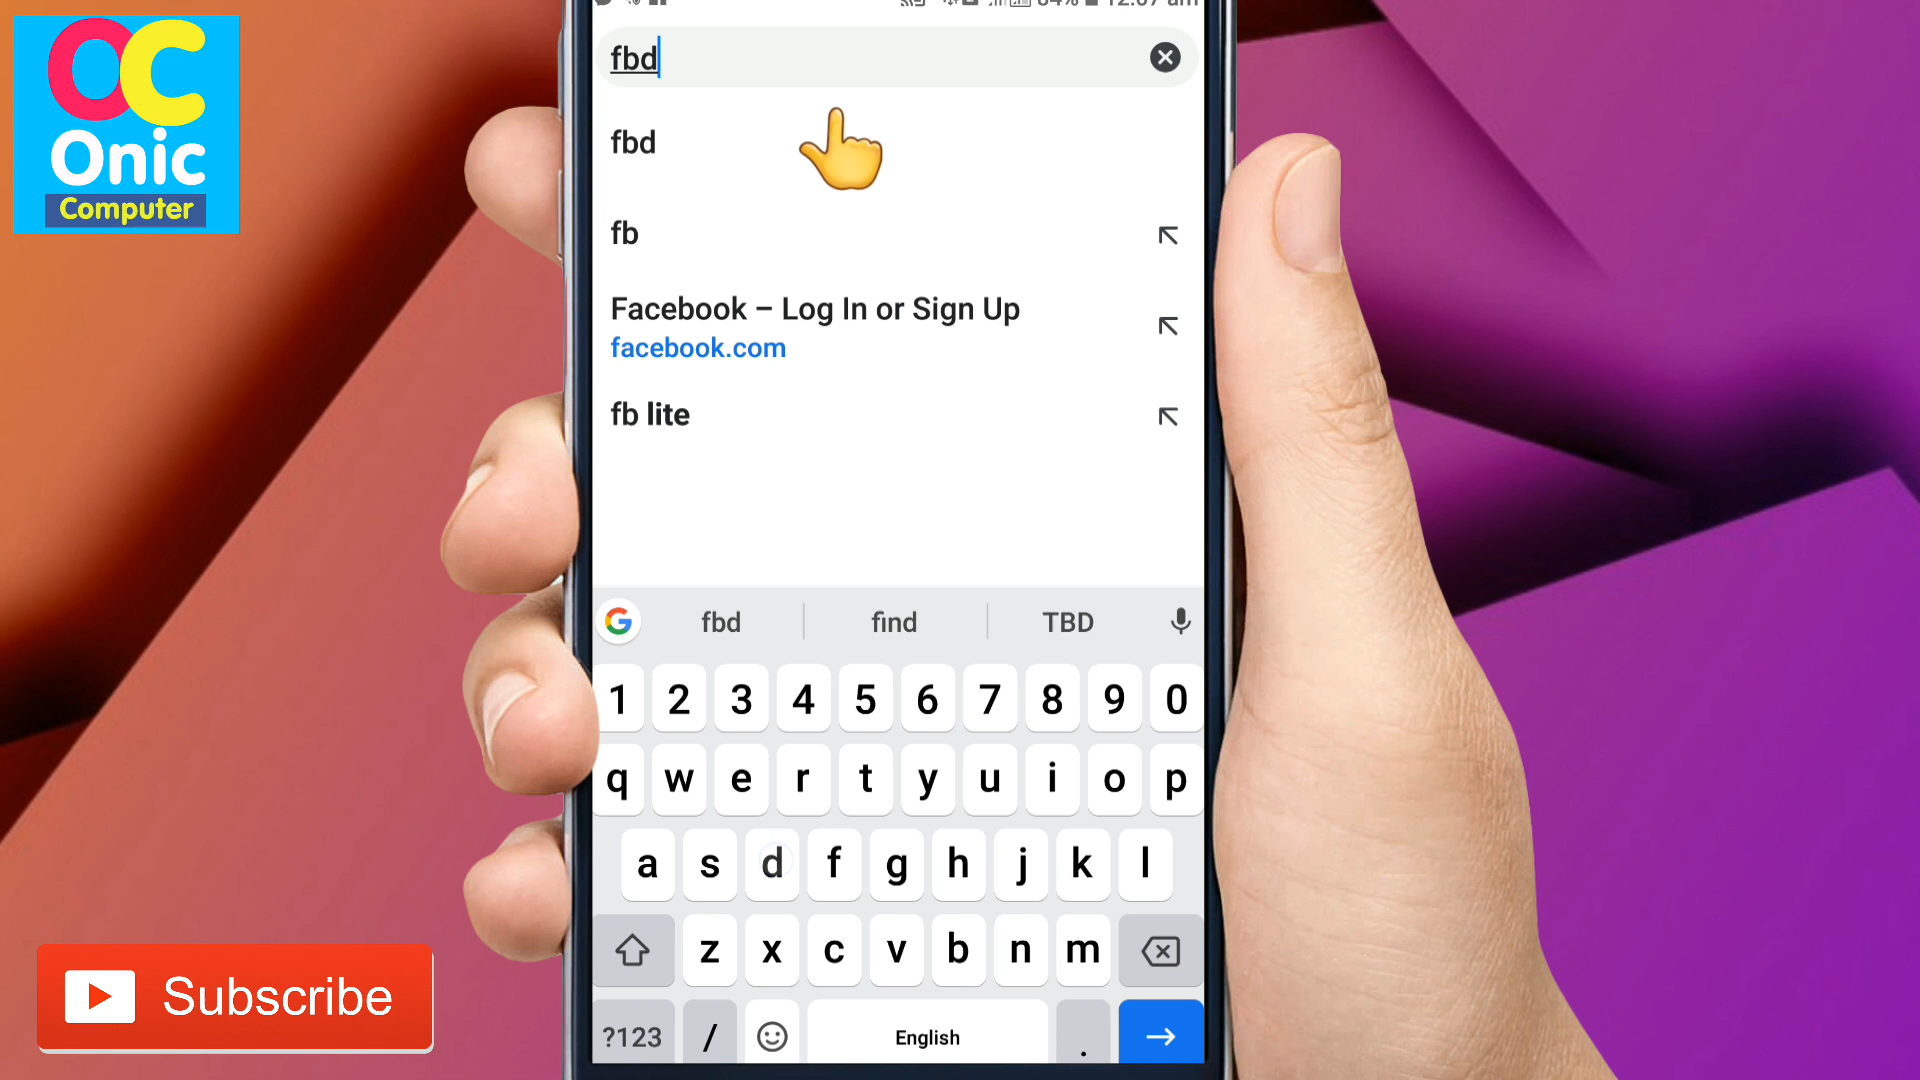 OC
Onic
Computer
fbd
fbd
fb
Facebook – Log In or Sign Up
facebook.com
fb lite
fbd find TBD
1 2 3 4 5 6 7 8 9 0
q w e r t y u i o p
a s d f g h j k l
z x c v b n m
?123 / English .
Subscribe